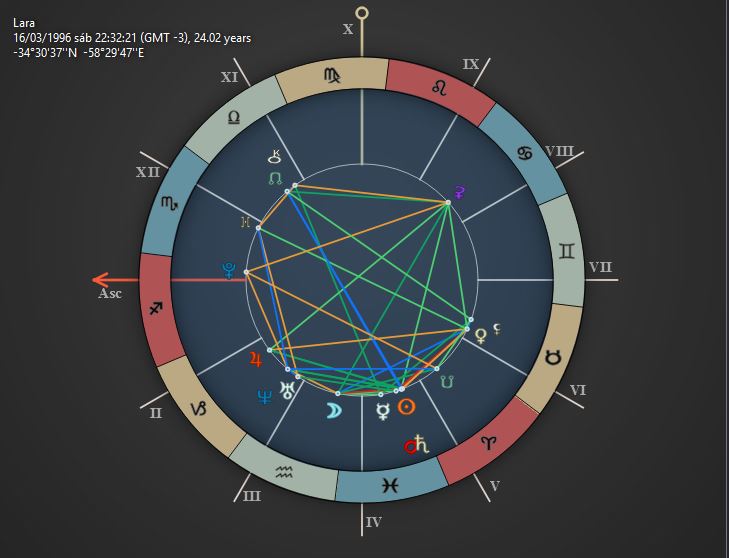 Lara
16/03/1996 sáb 22:32:21 (GMT -3), 24.02 years
-34°30'37''N  -58°29'47''E
X
IX
XI
VIII
XII
VII
Asc
VI
II
V
III
IV